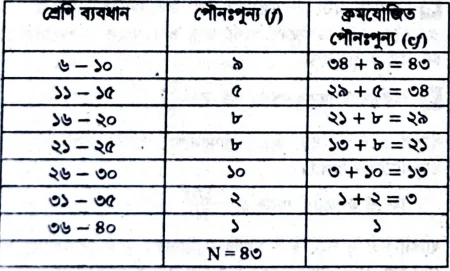 শ্রেণি ব্যবধান পৌনঃপুন্য (f) ক্রমযোজিত
পৌনঃপুন্য (cf)
৬ – ১০ ৯ ৩৪ + ৯ = ৪৩
১১ – ১৫ ৫ ২৯ + ৫ = ৩৪
১৬ – ২০ ৮ ২১ + ৮ = ২৯
২১ – ২৫ ৮ ১৩ + ৮ = ২১
২৬ – ৩০ ১০ ৩ + ১০ = ১৩
৩১ – ৩৫ ২ ১ + ২ = ৩
৩৬ – ৪০ ১ ১
N = ৪৩